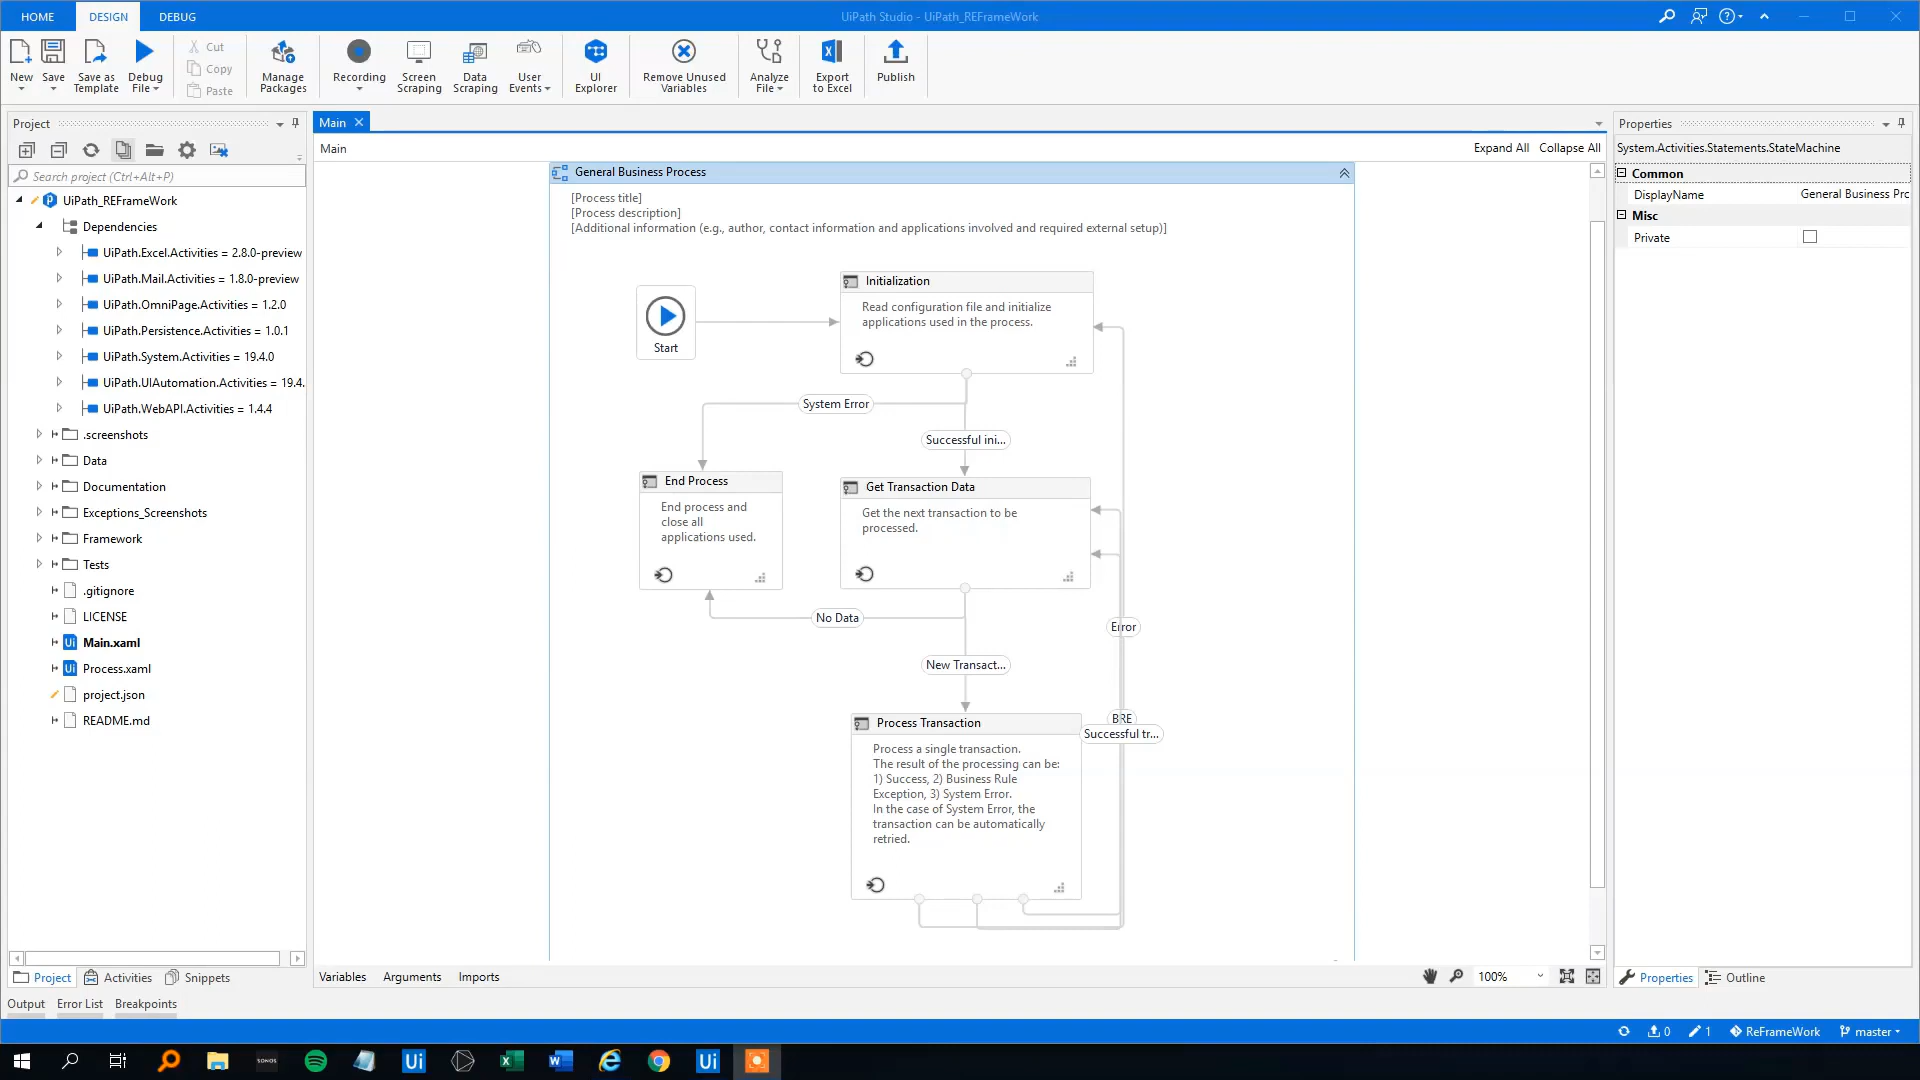 HOME
DESIGN
DEBUG
UiPath Studio - UiPath_REFrameWork
New
Save
Save as Template
Debug File
Cut
Copy
Paste
Manage Packages
Recording
Screen Scraping
Data Scraping
User Events
UI Explorer
Remove Unused Variables
Analyze File
Export to Excel
Publish
Project
Search project (Ctrl+Alt+P)
UiPath_REFrameWork
Dependencies
UiPath.Excel.Activities = 2.8.0-preview
UiPath.Mail.Activities = 1.8.0-preview
UiPath.OmniPage.Activities = 1.2.0
UiPath.Persistence.Activities = 1.0.1
UiPath.System.Activities = 19.4.0
UiPath.UIAutomation.Activities = 19.4.
UiPath.WebAPI.Activities = 1.4.4
.screenshots
Data
Documentation
Exceptions_Screenshots
Framework
Tests
.gitignore
LICENSE
Main.xaml
Process.xaml
project.json
README.md
Project
Activities
Snippets
Output
Error List
Breakpoints
Main
Main
Expand All
Collapse All
General Business Process
[Process title]
[Process description]
[Additional information (e.g., author, contact information and applications involved and required external setup)]
Start
Initialization
Read configuration file and initialize
applications used in the process.
System Error
Successful ini...
End Process
End process and
close all
applications used.
Get Transaction Data
Get the next transaction to be
processed.
No Data
Error
New Transact...
Process Transaction
Process a single transaction.
The result of the processing can be:
1) Success, 2) Business Rule
Exception, 3) System Error.
In the case of System Error, the
transaction can be automatically
retried.
BRE
Successful tr...
Variables
Arguments
Imports
100%
Properties
System.Activities.Statements.StateMachine
Common
DisplayName
General Business Prc
Misc
Private
Properties
Outline
0
1
ReFrameWork
master
SONOS
Ui
Ui